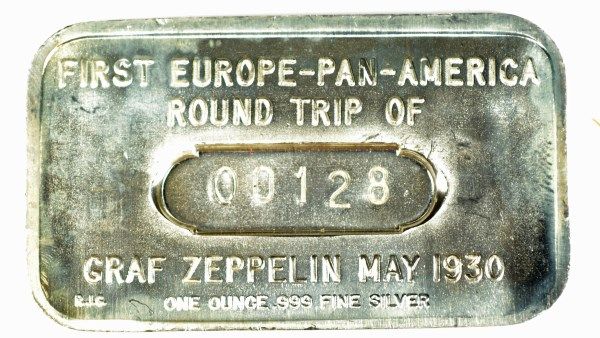 FIRST EUROPE-PAN-AMERICA
ROUND TRIP OF
00128
GRAF ZEPPELIN MAY 1930
R.I.C. ONE OUNCE .999 FINE SILVER